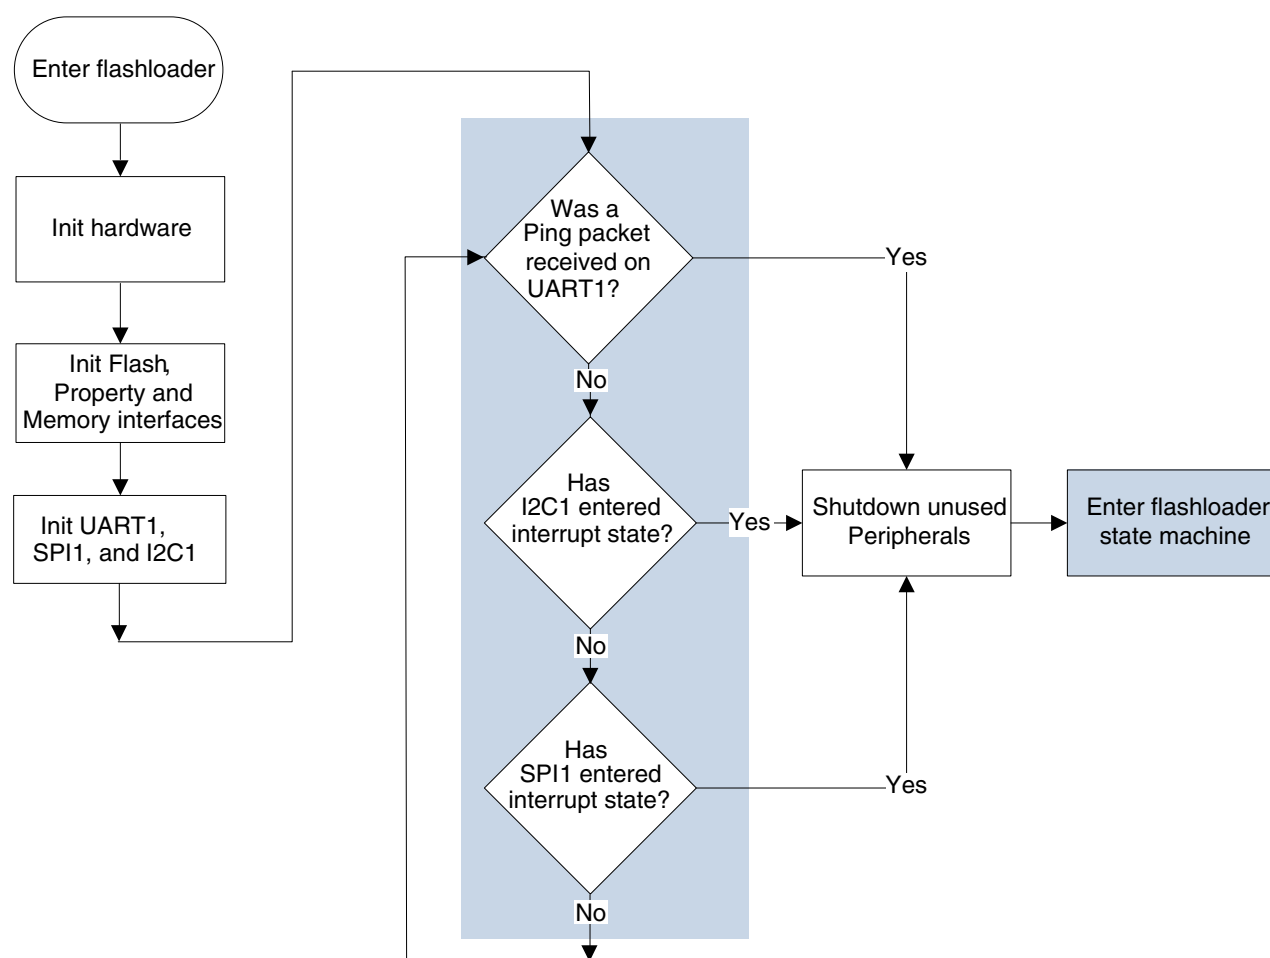 Enter flashloader
Init hardware
Init Flash,
Property and
Memory interfaces
Init UART1,
SPI1, and I2C1
Was a
Ping packet
received on
UART1?
Yes
No
Has
I2C1 entered
interrupt state?
Yes
No
Has
SPI1 entered
interrupt state?
Yes
No
Shutdown unused
Peripherals
Enter flashloader
state machine